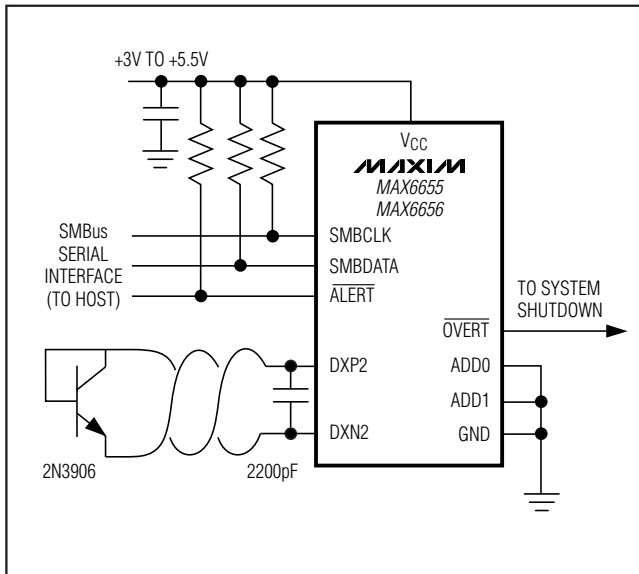 +3V TO +5.5V
VCC
MAXIM
MAX6655
MAX6656
SMBus
SERIAL
INTERFACE
(TO HOST)
SMBCLK
SMBDATA
ALERT
TO SYSTEM
SHUTDOWN
OVERT
DXP2
ADD0
ADD1
DXN2
GND
2N3906
2200pF